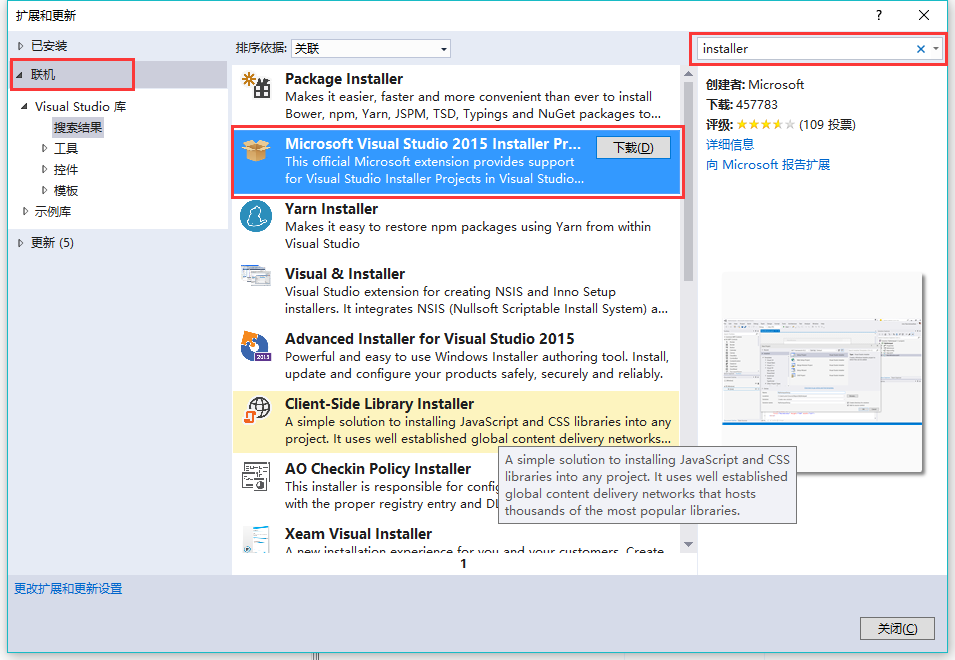 扩展和更新
?
已安装
联机
Visual Studio 库
搜索结果
工具
控件
模板
示例库
更新 (5)
排序依据: 关联
Package Installer
Makes it easier, faster and more convenient than ever to install
Bower, npm, Yarn, JSPM, TSD, Typings and NuGet packages to...
Microsoft Visual Studio 2015 Installer Pr...
下载(D)
This official Microsoft extension provides support
for Visual Studio Installer Projects in Visual Studio...
Yarn Installer
Makes it easy to restore npm packages using Yarn from within
Visual Studio
Visual & Installer
Visual Studio extension for creating NSIS and Inno Setup
installers. It integrates NSIS (Nullsoft Scriptable Install System) a...
Advanced Installer for Visual Studio 2015
Powerful and easy to use Windows Installer authoring tool. Install,
update and configure your products safely, securely and reliably.
2015
Client-Side Library Installer
A simple solution to installing JavaScript and CSS libraries into any
project. It uses well established global content delivery networks...
AO Checkin Policy Installer
This installer is responsible for config
with the proper registry entry and DL
Xeam Visual Installer
A new installation experience for you and your customers. Create
1
installer
创建者: Microsoft
下载: 457783
评级: (109 投票)
详细信息
向 Microsoft 报告扩展
A simple solution to installing JavaScript and CSS
libraries into any project. It uses well established
global content delivery networks that hosts
thousands of the most popular libraries.
更改扩展和更新设置
关闭(C)